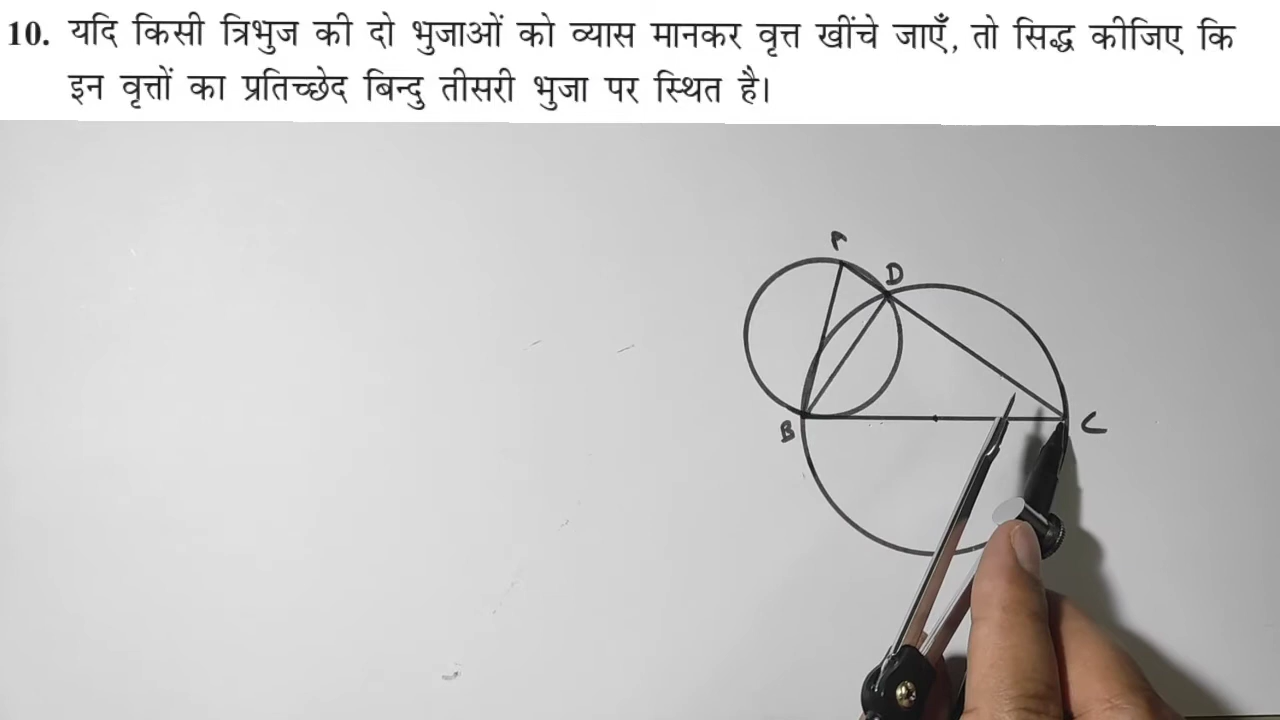 10. यदि किसी त्रिभुज की दो भुजाओं को व्यास मानकर वृत्त खींचे जाएँ, तो सिद्ध कीजिए कि
इन वृत्तों का प्रतिच्छेद बिन्दु तीसरी भुजा पर स्थित है।
A
D
B
C